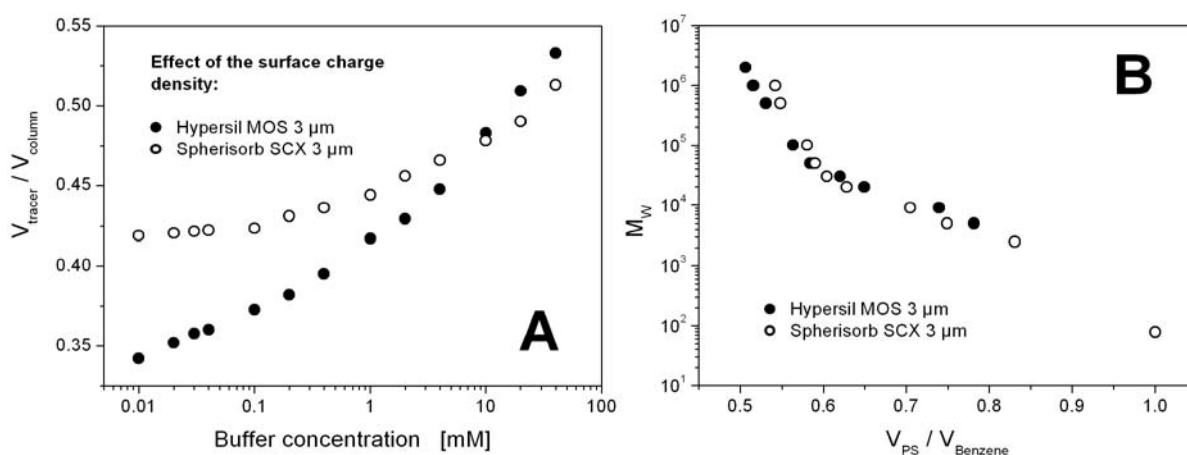 A
0.55
0.50
0.45
0.40
0.35
V_tracer / V_column
Effect of the surface charge
density:
Hypersil MOS 3 µm
Spherisorb SCX 3 µm
0.01 0.1 1 10 100
Buffer concentration [mM]
B
10^7
10^6
10^5
10^4
10^3
10^2
10^1
M_W
Hypersil MOS 3 µm
Spherisorb SCX 3 µm
0.5 0.6 0.7 0.8 0.9 1.0
V_PS / V_Benzene